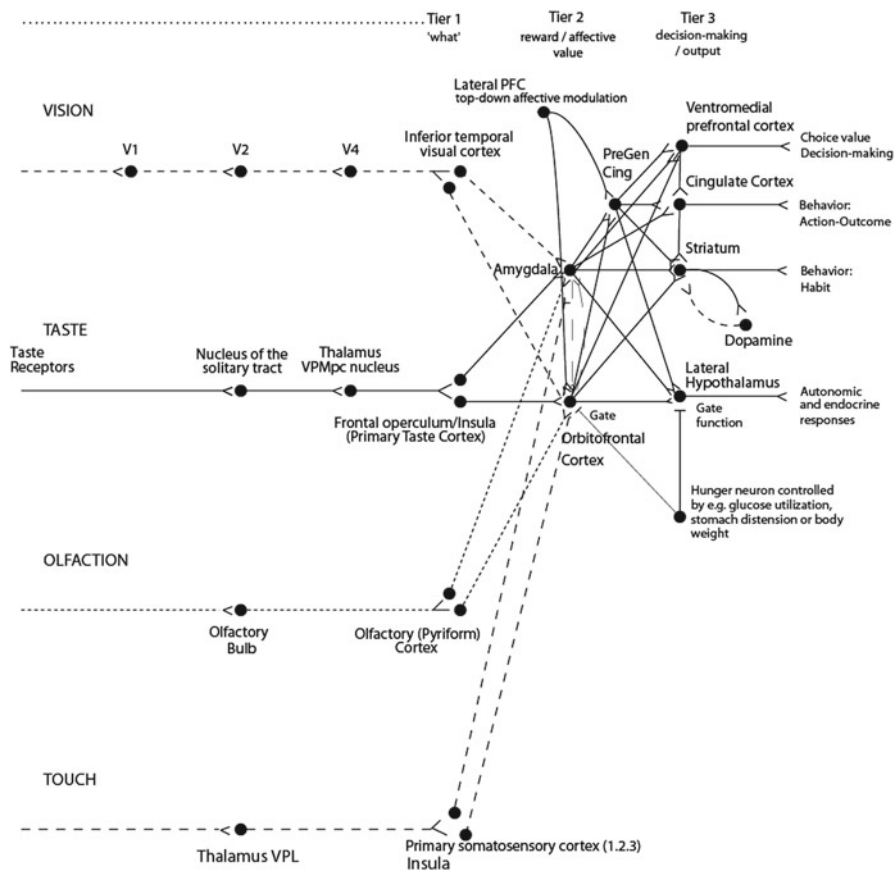 Tier 1
'what'
Tier 2
reward / affective
value
Tier 3
decision-making
/ output
VISION
Lateral PFC
top-down affective modulation
V1
V2
V4
Inferior temporal
visual cortex
PreGen
Cing
Ventromedial
prefrontal cortex
Choice value
Decision-making
Cingulate Cortex
Behavior:
Action-Outcome
Amygdala
Striatum
Behavior:
Habit
Dopamine
TASTE
Taste
Receptors
Nucleus of the
solitary tract
Thalamus
VPMpc nucleus
Frontal operculum/Insula
(Primary Taste Cortex)
Gate
Orbitofrontal
Cortex
Lateral
Hypothalamus
Gate
function
Autonomic
and endocrine
responses
Hunger neuron controlled
by e.g. glucose utilization,
stomach distension or body
weight
OLFACTION
Olfactory
Bulb
Olfactory (Pyriform)
Cortex
TOUCH
Thalamus VPL
Primary somatosensory cortex (1.2.3)
Insula